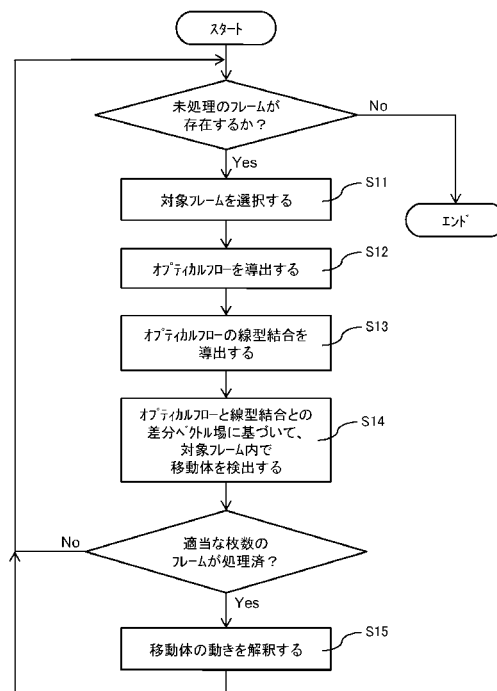 スタート
未処理のフレームが
存在するか？
No
Yes
対象フレームを選択する
S11
エンド
オプティカルフローを導出する
S12
オプティカルフローの線型結合を
導出する
S13
オプティカルフローと線型結合との
差分ベクトル場に基づいて、
対象フレーム内で
移動体を検出する
S14
No
適当な枚数の
フレームが処理済？
Yes
移動体の動きを解釈する
S15